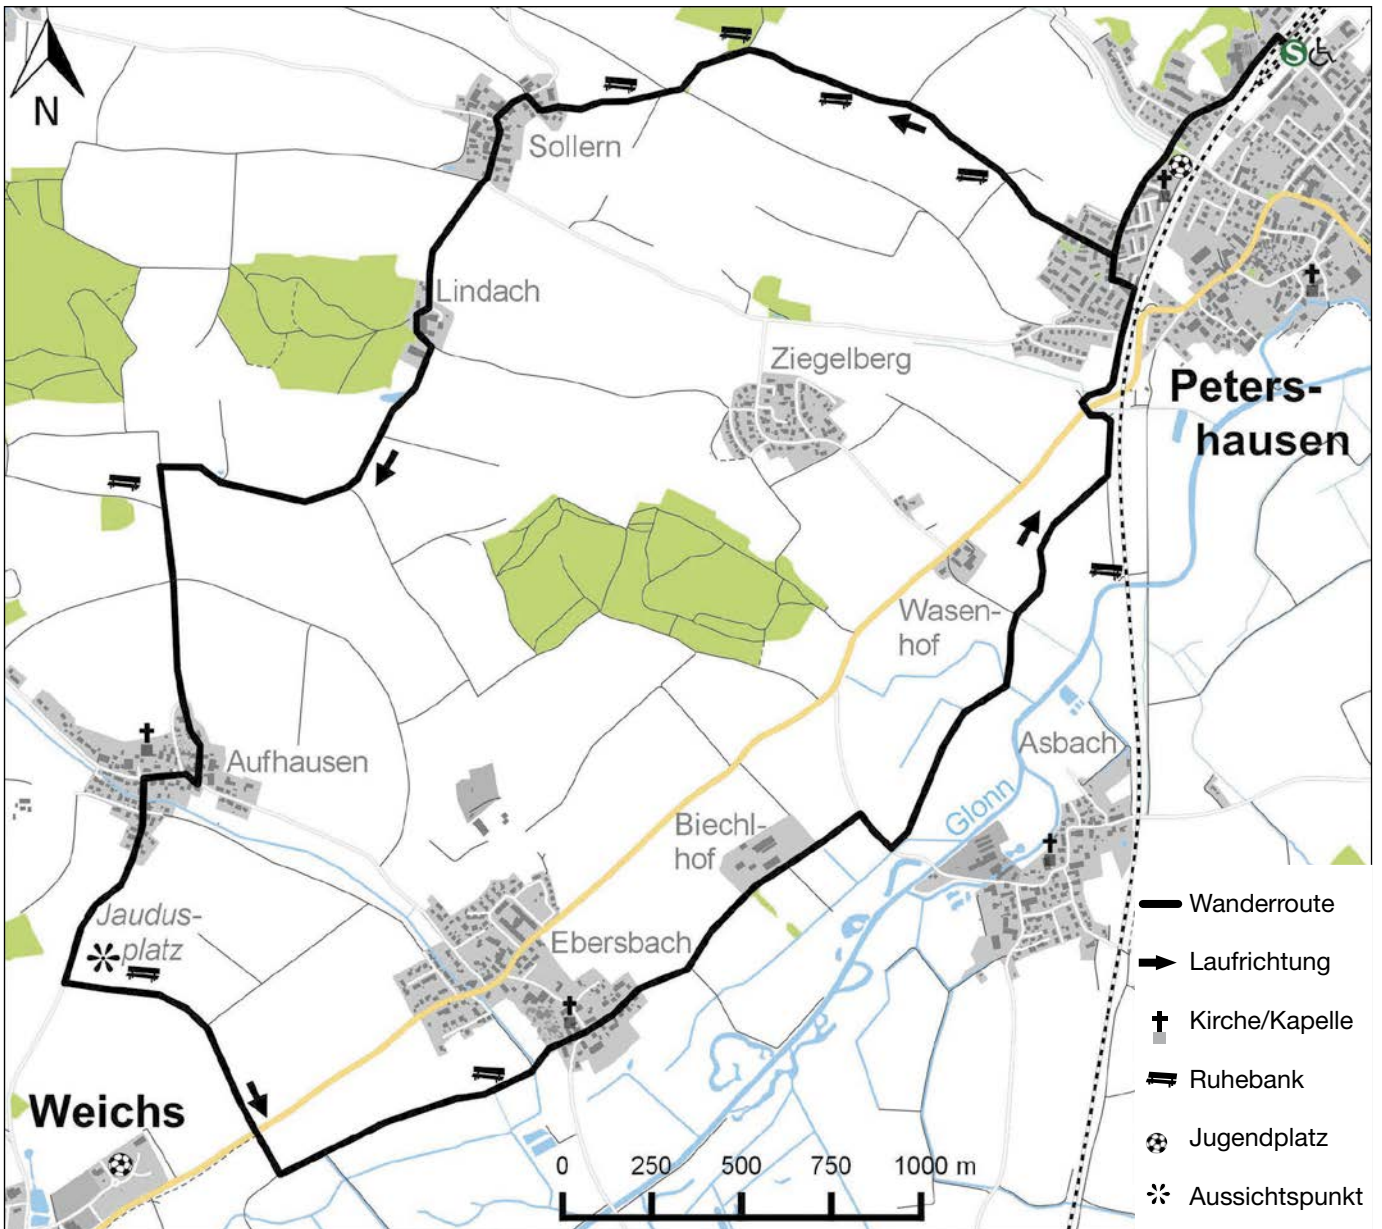 N
S
Sollern
Lindach
Ziegelberg
Peters-
hausen
Wasen-
hof
Aufhausen
Asbach
Glonn
Biechl-
hof
Jaudus-
platz
Ebersbach
Weichs
Wanderroute
Laufrichtung
Kirche/Kapelle
Ruhebank
Jugendplatz
Aussichtspunkt
0 250 500 750 1000 m